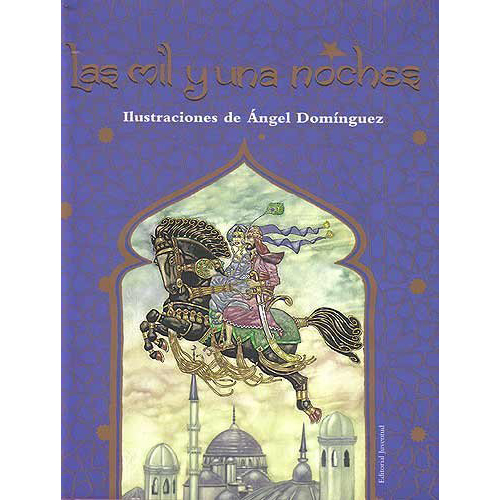 Las mil y una noches
Ilustraciones de Ángel Domínguez
Editorial Juventud